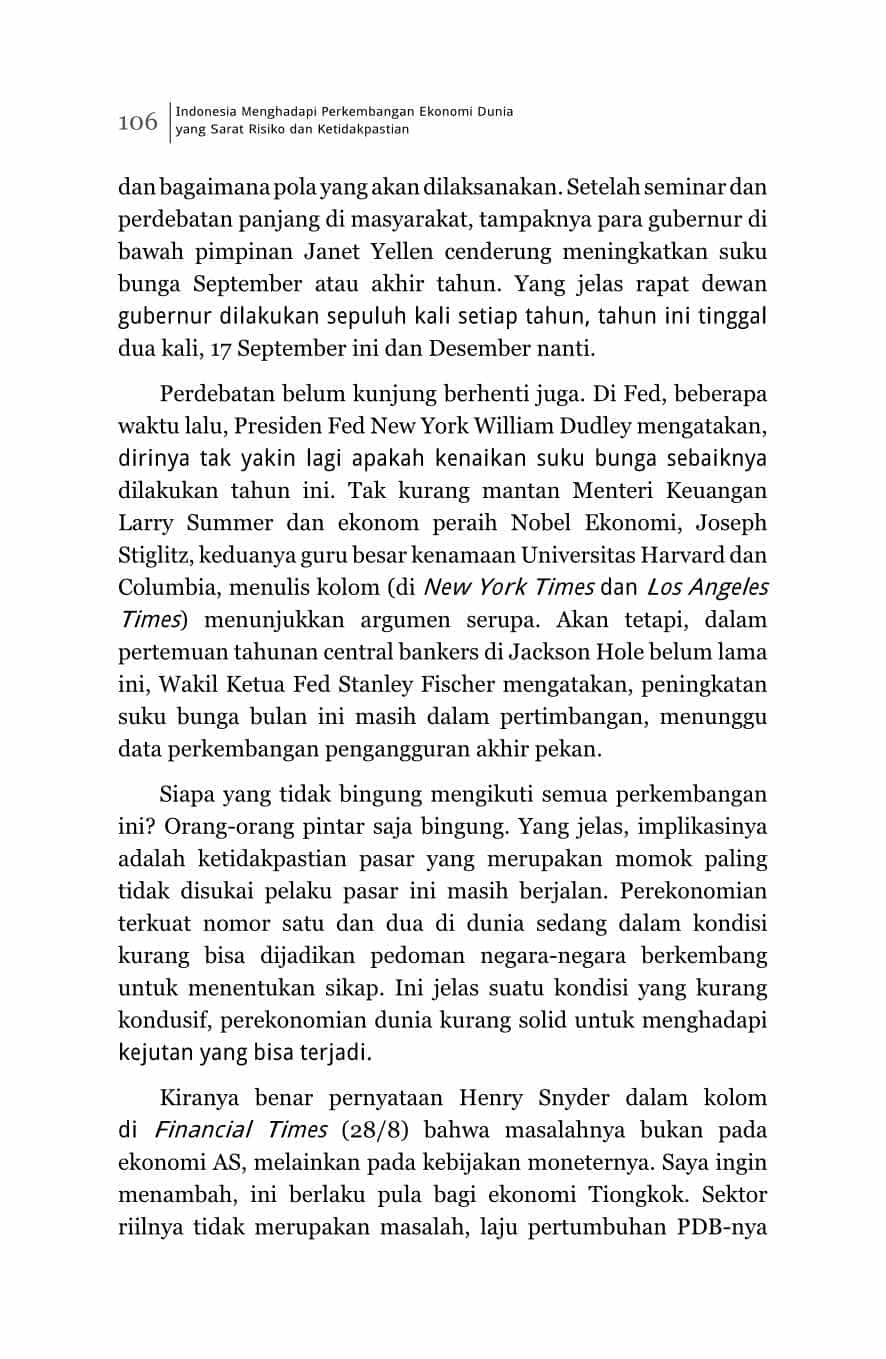 106
Indonesia Menghadapi Perkembangan Ekonomi Dunia
yang Sarat Risiko dan Ketidakpastian
dan bagaimana pola yang akan dilaksanakan. Setelah seminar dan
perdebatan panjang di masyarakat, tampaknya para gubernur di
bawah pimpinan Janet Yellen cenderung meningkatkan suku
bunga September atau akhir tahun. Yang jelas rapat dewan
gubernur dilakukan sepuluh kali setiap tahun, tahun ini tinggal
dua kali, 17 September ini dan Desember nanti.
Perdebatan belum kunjung berhenti juga. Di Fed, beberapa
waktu lalu, Presiden Fed New York William Dudley mengatakan,
dirinya tak yakin lagi apakah kenaikan suku bunga sebaiknya
dilakukan tahun ini. Tak kurang mantan Menteri Keuangan
Larry Summer dan ekonom peraih Nobel Ekonomi, Joseph
Stiglitz, keduanya guru besar kenamaan Universitas Harvard dan
Columbia, menulis kolom (di New York Times dan Los Angeles
Times) menunjukkan argumen serupa. Akan tetapi, dalam
pertemuan tahunan central bankers di Jackson Hole belum lama
ini, Wakil Ketua Fed Stanley Fischer mengatakan, peningkatan
suku bunga bulan ini masih dalam pertimbangan, menunggu
data perkembangan pengangguran akhir pekan.
Siapa yang tidak bingung mengikuti semua perkembangan
ini? Orang-orang pintar saja bingung. Yang jelas, implikasinya
adalah ketidakpastian pasar yang merupakan momok paling
tidak disukai pelaku pasar ini masih berjalan. Perekonomian
terkuat nomor satu dan dua di dunia sedang dalam kondisi
kurang bisa dijadikan pedoman negara-negara berkembang
untuk menentukan sikap. Ini jelas suatu kondisi yang kurang
kondusif, perekonomian dunia kurang solid untuk menghadapi
kejutan yang bisa terjadi.
Kiranya benar pernyataan Henry Snyder dalam kolom
di Financial Times (28/8) bahwa masalahnya bukan pada
ekonomi AS, melainkan pada kebijakan moneternya. Saya ingin
menambah, ini berlaku pula bagi ekonomi Tiongkok. Sektor
riilnya tidak merupakan masalah, laju pertumbuhan PDB-nya